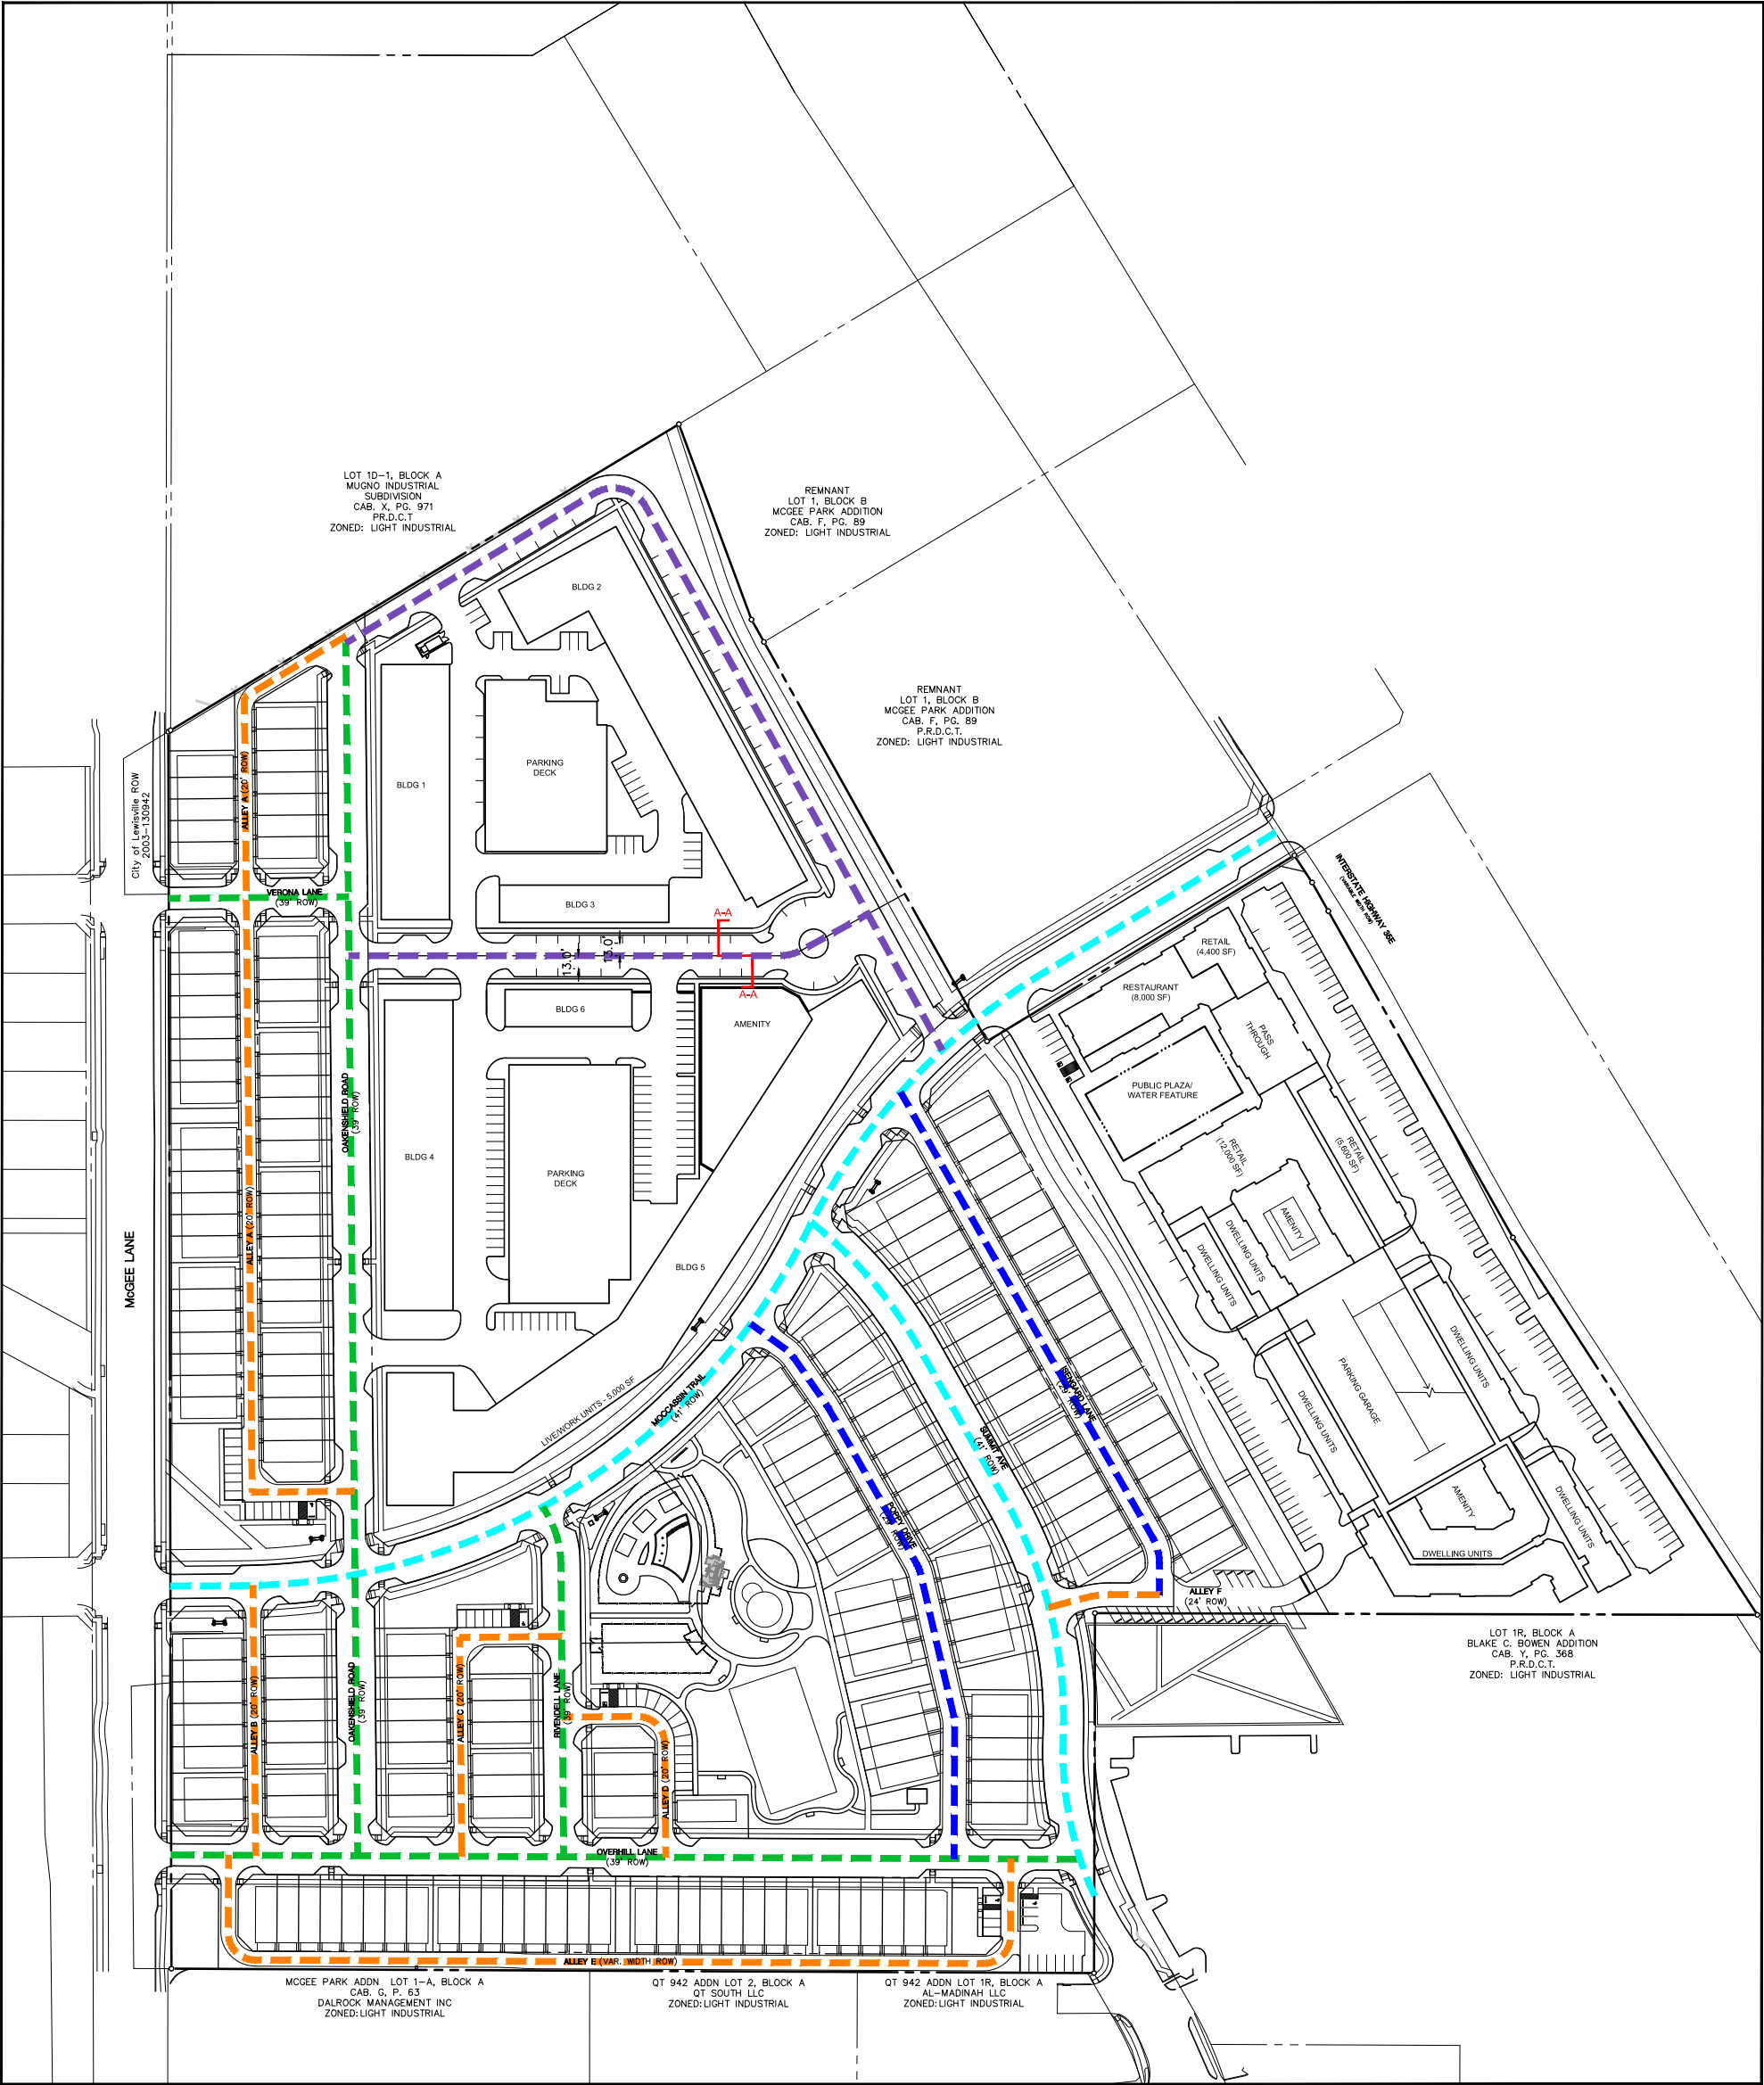 LOT 1D-1, BLOCK A
MUGNO INDUSTRIAL
SUBDIVISION
CAB. X, PG. 971
PR.D.C.T
ZONED: LIGHT INDUSTRIAL
REMNANT
LOT 1, BLOCK B
MCGEE PARK ADDITION
CAB. F, PG. 89
ZONED: LIGHT INDUSTRIAL
BLDG 2
REMNANT
LOT 1, BLOCK B
MCGEE PARK ADDITION
CAB. F, PG. 89
P.R.D.C.T.
ZONED: LIGHT INDUSTRIAL
City of Lewisville ROW
2003-130942
ALLEY A (20' ROW)
BLDG 1
PARKING
DECK
VERONA LANE
(39' ROW)
BLDG 3
A-A
13.0'
13.0'
A-A
INTERSTATE HIGHWAY 35E
(VARIABLE WIDTH ROW)
RETAIL
(4,400 SF)
RESTAURANT
(8,000 SF)
PASS
THROUGH
BLDG 6
AMENITY
OAKENSHIELD ROAD
(39' ROW)
PUBLIC PLAZA/
WATER FEATURE
BLDG 4
PARKING
DECK
RETAIL
(12,000 SF)
RETAIL
(5,600 SF)
McGEE LANE
ALLEY A (20' ROW)
AMENITY
DWELLING UNITS
DWELLING UNITS
BLDG 5
LIVE/WORK UNITS - 5,000 SF
MOCCASSIN TRAIL
(41' ROW)
ISENGARD LANE
(29' ROW)
SUMMIT AVE
(41' ROW)
PARKING GARAGE
DWELLING UNITS
DWELLING UNITS
POPPY DRIVE
(29' ROW)
AMENITY
DWELLING UNITS
DWELLING UNITS
ALLEY F
(24' ROW)
LOT 1R, BLOCK A
BLAKE C. BOWEN ADDITION
CAB. Y, PG. 368
P.R.D.C.T.
ZONED: LIGHT INDUSTRIAL
ALLEY B (20' ROW)
OAKENSHIELD ROAD
(39' ROW)
ALLEY C (20' ROW)
RIVENDELL LANE
(39' ROW)
ALLEY D (20' ROW)
OVERHILL LANE
(39' ROW)
ALLEY E (VAR. WIDTH ROW)
MCGEE PARK ADDN LOT 1-A, BLOCK A
CAB. G, P. 63
DALROCK MANAGEMENT INC
ZONED: LIGHT INDUSTRIAL
QT 942 ADDN LOT 2, BLOCK A
QT SOUTH LLC
ZONED: LIGHT INDUSTRIAL
QT 942 ADDN LOT 1R, BLOCK A
AL-MADINAH LLC
ZONED: LIGHT INDUSTRIAL